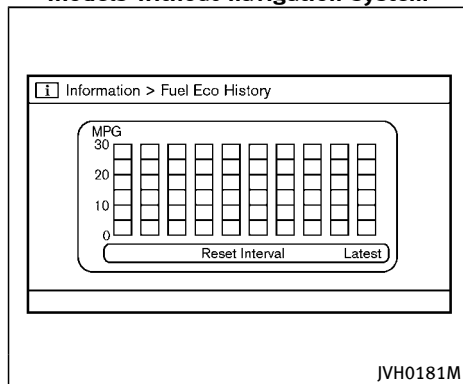 models without navigation system
i Information > Fuel Eco History
MPG
30
20
10
0
Reset Interval Latest
JVH0181M